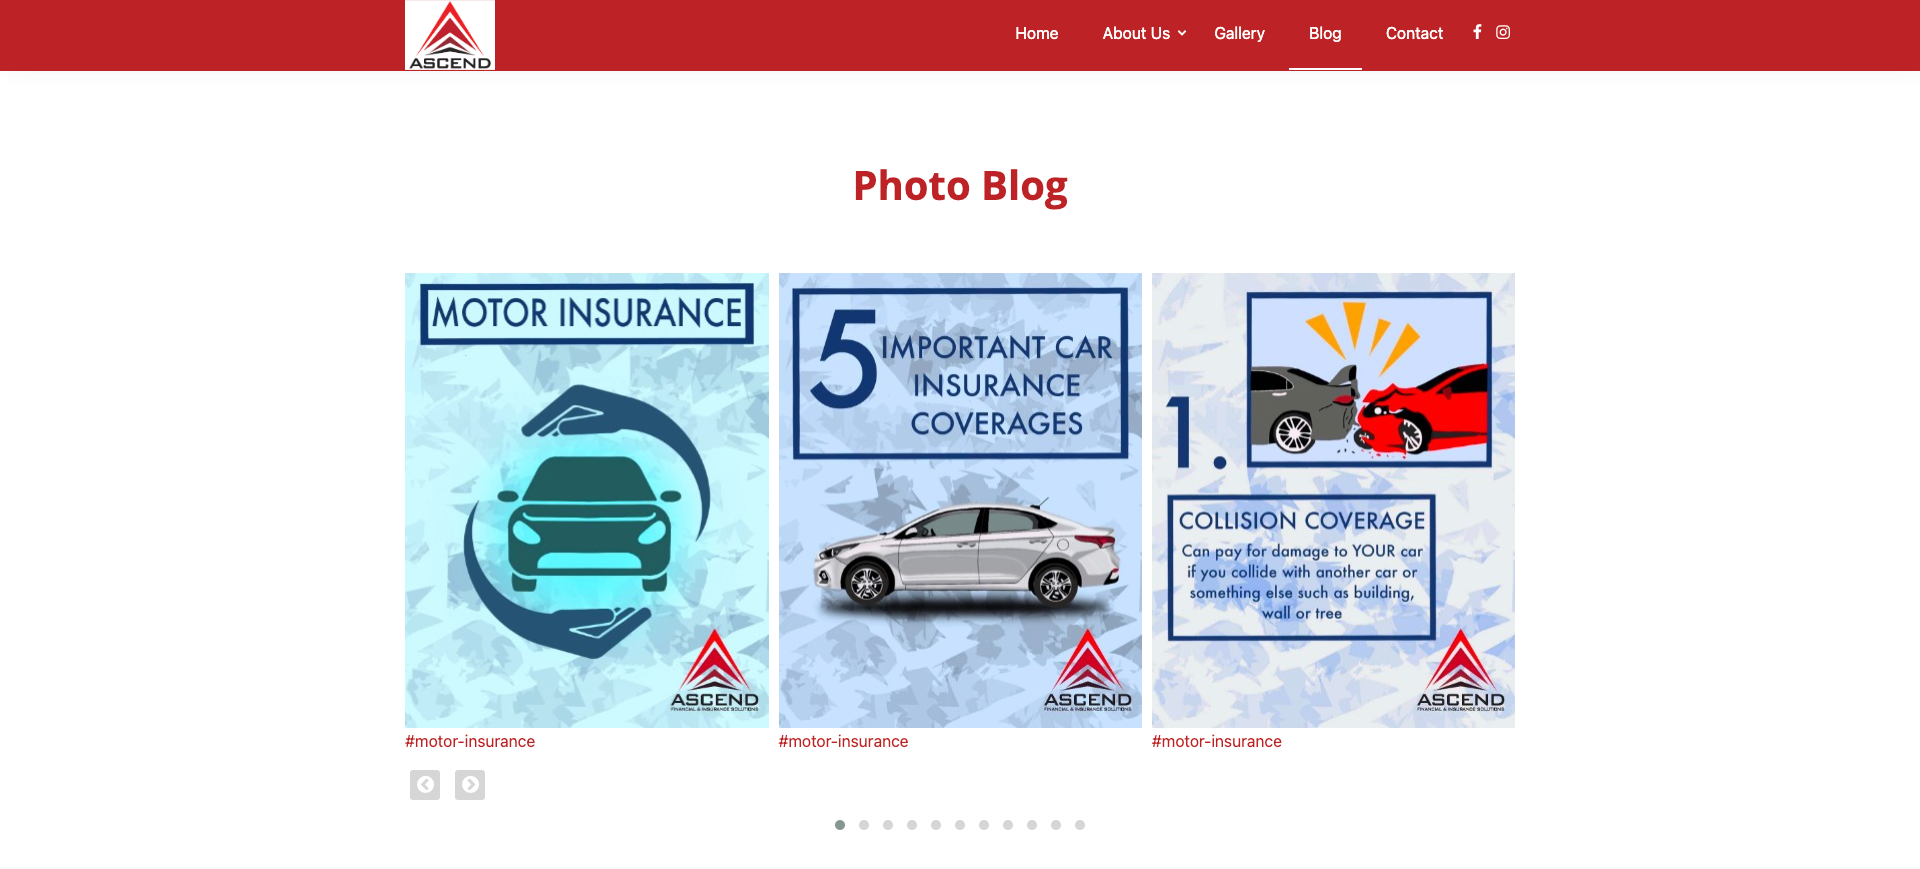 ASCEND
Home About Us Gallery Blog Contact
Photo Blog
MOTOR INSURANCE
ASCEND
FINANCIAL & INSURANCE SOLUTIONS
#motor-insurance
5 IMPORTANT CAR
INSURANCE
COVERAGES
ASCEND
FINANCIAL & INSURANCE SOLUTIONS
#motor-insurance
1.
COLLISION COVERAGE
Can pay for damage to YOUR car
if you collide with another car or
something else such as building,
wall or tree
ASCEND
FINANCIAL & INSURANCE SOLUTIONS
#motor-insurance